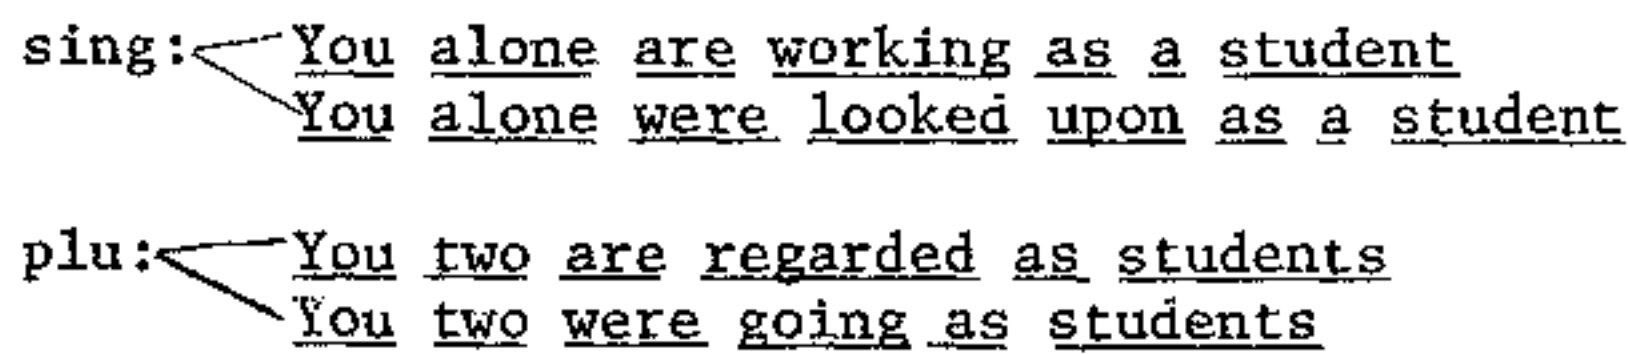 sing: You alone are working as a student
You alone were looked upon as a student
plu: You two are regarded as students
You two were going as students